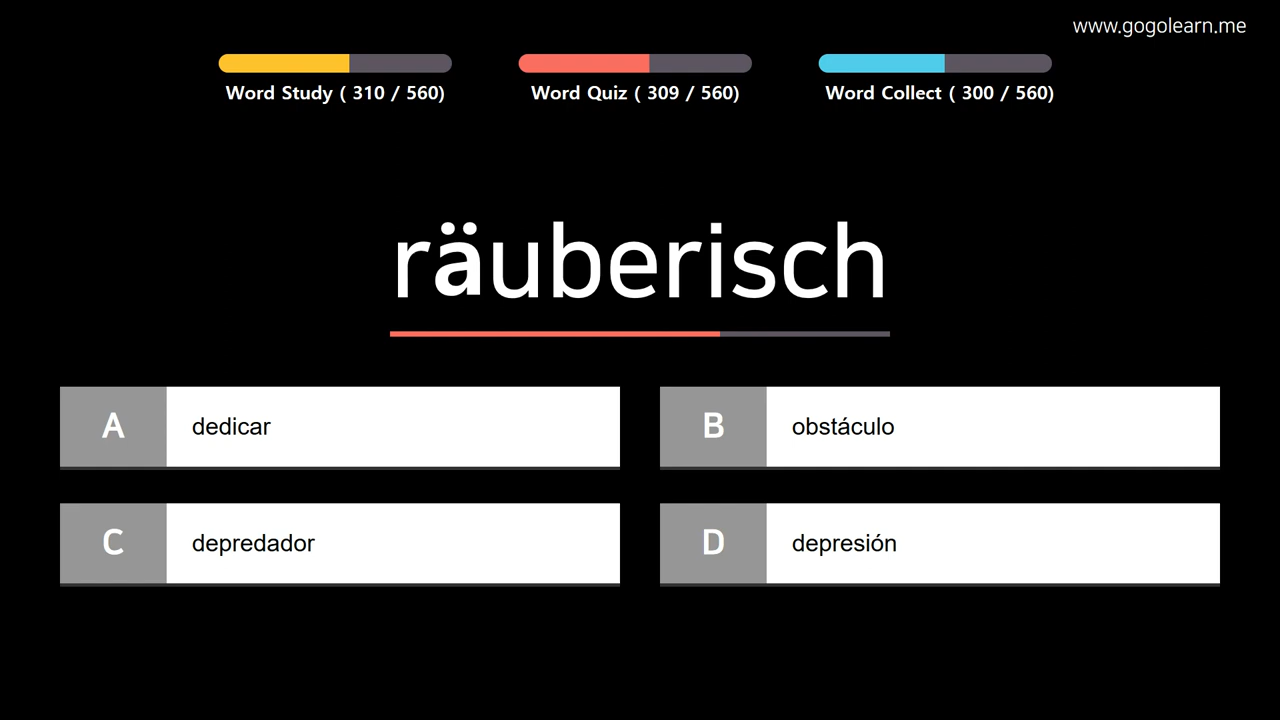 www.gogolearn.me
Word Study ( 310 / 560)
Word Quiz ( 309 / 560)
Word Collect ( 300 / 560)
räuberisch
A dedicar
B obstáculo
C depredador
D depresión